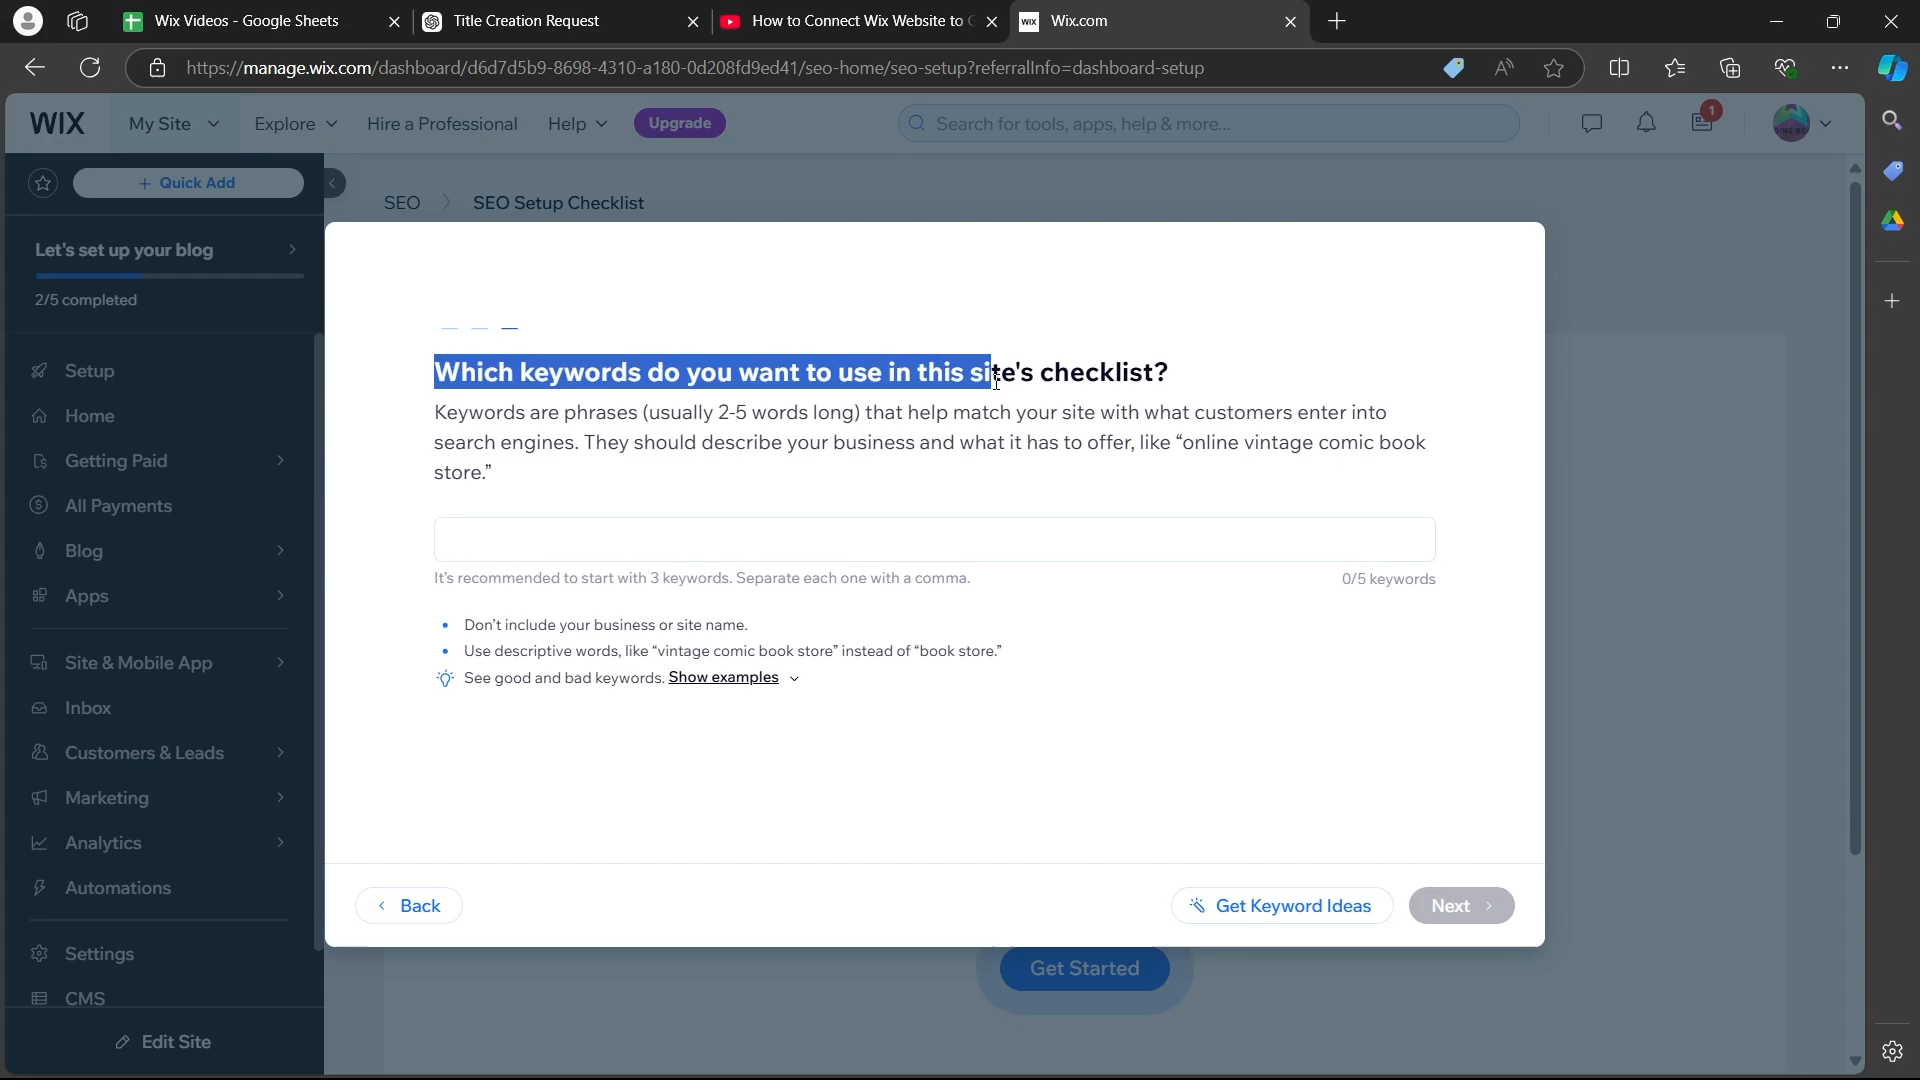 Wix Videos - Google Sheets
Title Creation Request
How to Connect Wix Website to G
WIX Wix.com
https://manage.wix.com/dashboard/d6d7d5b9-8698-4310-a180-0d208fd9ed41/seo-home/seo-setup?referralInfo=dashboard-setup
WIX
My Site
Explore
Hire a Professional
Help
Upgrade
Search for tools, apps, help & more...
1
+ Quick Add
SEO > SEO Setup Checklist
Let's set up your blog
2/5 completed
Setup
Home
Getting Paid
All Payments
Blog
Apps
Site & Mobile App
Inbox
Customers & Leads
Marketing
Analytics
Automations
Settings
CMS
Edit Site
Which keywords do you want to use in this site's checklist?
Keywords are phrases (usually 2-5 words long) that help match your site with what customers enter into
search engines. They should describe your business and what it has to offer, like “online vintage comic book
store.”
It's recommended to start with 3 keywords. Separate each one with a comma.
0/5 keywords
• Don't include your business or site name.
• Use descriptive words, like “vintage comic book store” instead of “book store.”
See good and bad keywords. Show examples
Back
Get Keyword Ideas
Next
Get Started